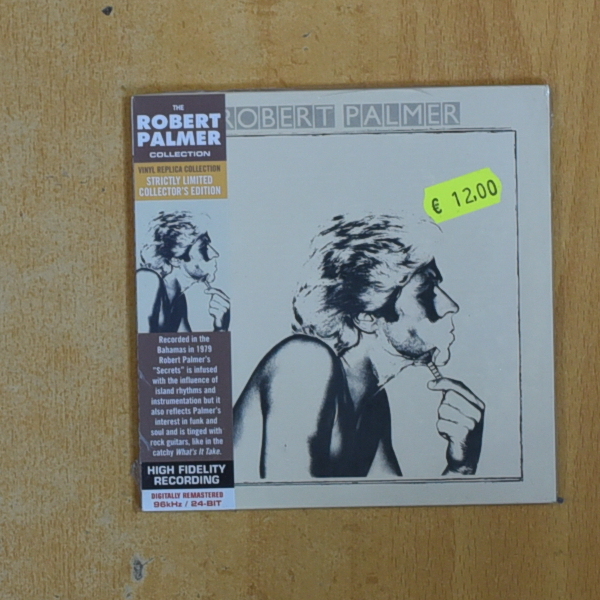 THE
ROBERT
PALMER
COLLECTION
VINYL REPLICA COLLECTION
STRICTLY LIMITED
COLLECTOR'S EDITION
Recorded in the
Bahamas in 1979
Robert Palmer's
"Secrets" is infused
with the influence of
island rhythms and
instrumentation but it
also reflects Palmer's
interest in funk and
soul and is tinged with
rock guitars, like in the
catchy What's It Take.
HIGH FIDELITY
RECORDING
DIGITALLY REMASTERED
96kHz / 24-BIT
ROBERT PALMER
€ 12,00